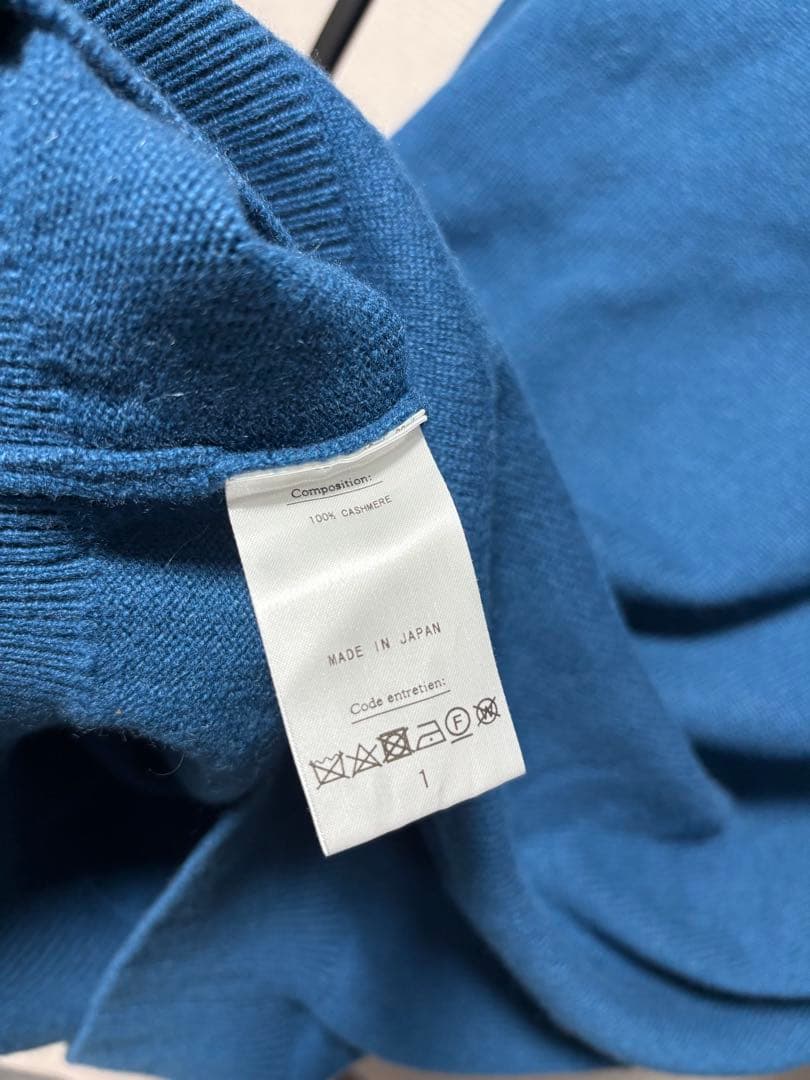 Composition:
100% CASHMERE
MADE IN JAPAN
Code entretien:
F W
1